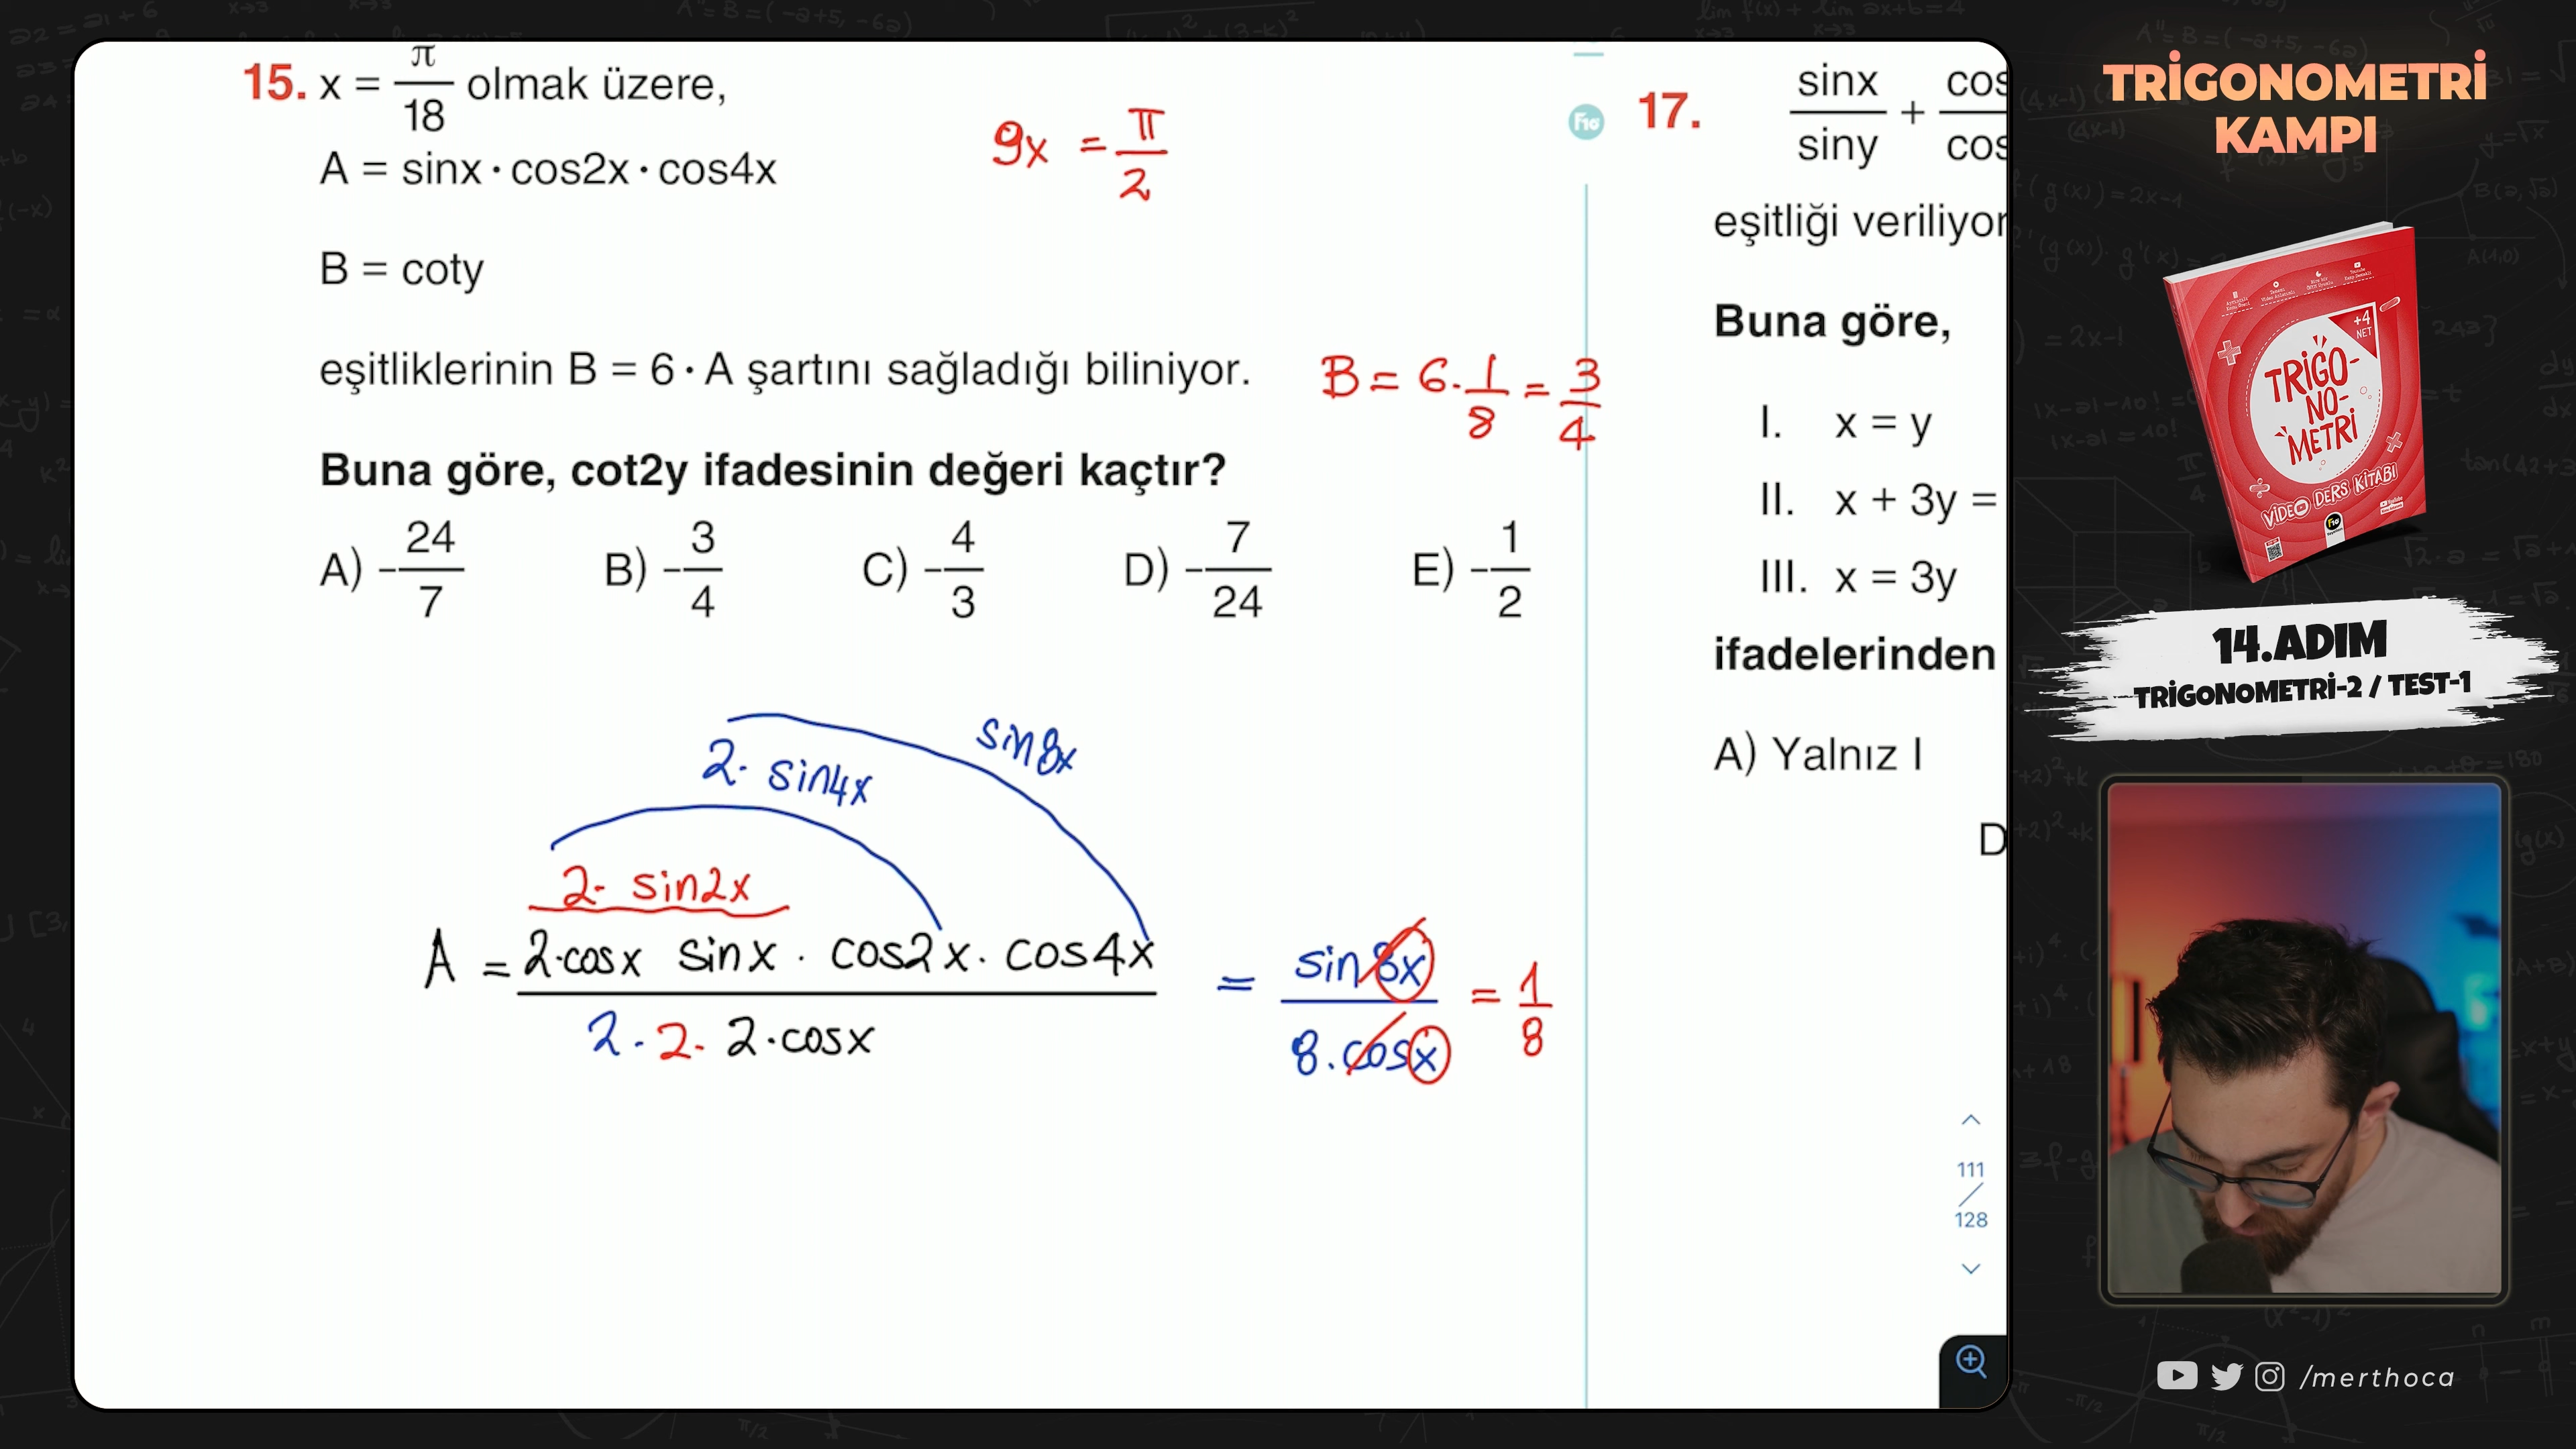 15. x = π/18 olmak üzere,
A = sinx · cos2x · cos4x
B = coty
9x = π/2
eşitliklerinin B = 6 · A şartını sağladığı biliniyor.
B = 6 · 1/8 = 3/4
Buna göre, cot2y ifadesinin değeri kaçtır?
A) -24/7 B) -3/4 C) -4/3 D) -7/24 E) -1/2
sin8x
2· sin4x
2· sin2x
A = 2·cosx sinx · cos2x · cos4x / 2·2·2·cosx = sin8x / 8·cosx = 1/8
F10
17. sinx/siny + cos/cos
eşitliği veriliyor
Buna göre,
I. x = y
II. x + 3y =
III. x = 3y
ifadelerinden
A) Yalnız I
D
111
128
TRİGONOMETRİ
KAMPI
+4
NET
TRİGO-
NO-
METRİ
VİDEO DERS KİTABI
14.ADIM
TRİGONOMETRİ-2 / TEST-1
/merthoca